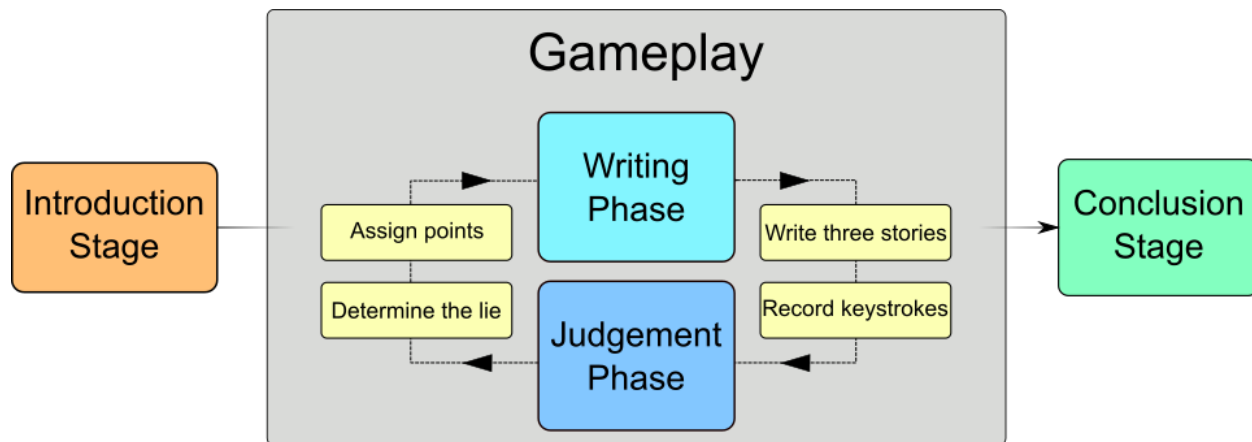 Gameplay
Introduction
Stage
Writing
Phase
Assign points
Write three stories
Determine the lie
Record keystrokes
Judgement
Phase
Conclusion
Stage